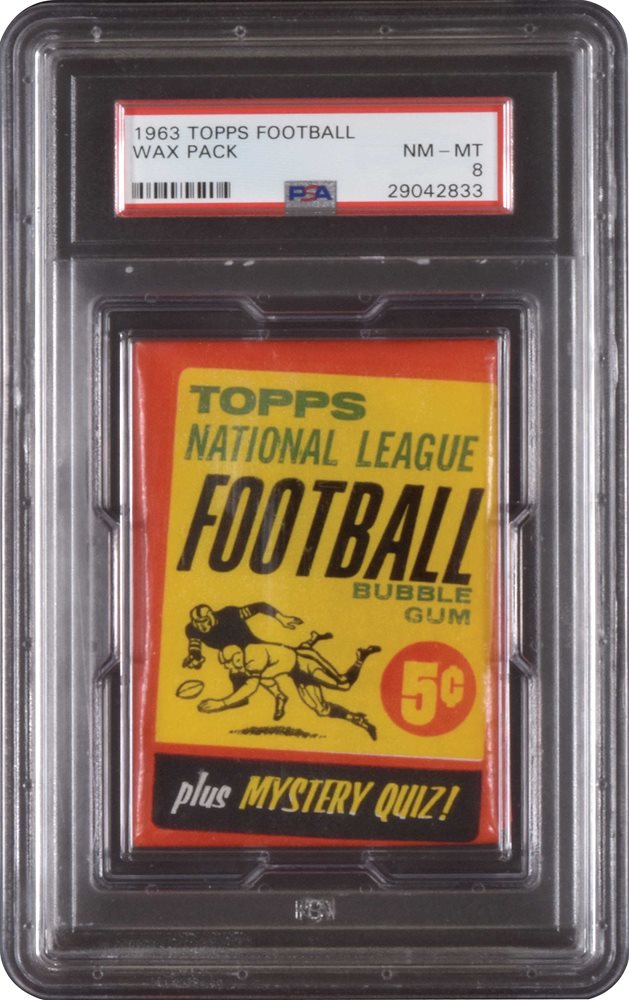 1963 TOPPS FOOTBALL
WAX PACK
NM - MT
8
PSA
29042833
TOPPS
NATIONAL LEAGUE
FOOTBALL
BUBBLE
GUM
5¢
plus MYSTERY QUIZ!